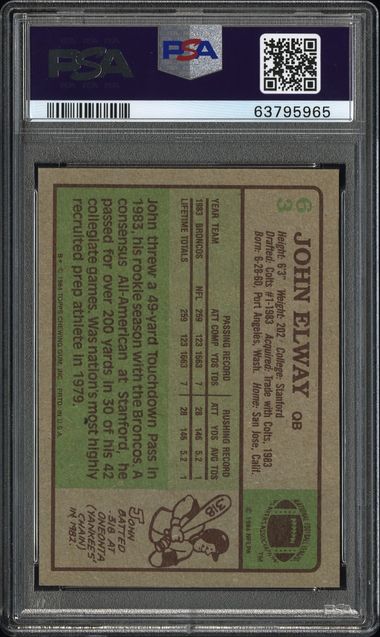 PSA
PSA
63795965
63
JOHN ELWAY QB
Height: 6'3" Weight: 202 College: Stanford
Drafted: Colts #1-1983 Acquired: Trade with Colts, 1983
Born: 6-28-60, Port Angeles, Wash. Home: San Jose, Calif.
TM
© 1984 NFLPA
PASSING RECORD RUSHING RECORD
YEAR TEAM ATT COMP YDS TDS ATT YDS AVG TDS
1983 BRONCOS NFL 259 123 1663 7 28 146 5.2 1
LIFETIME TOTALS 259 123 1663 7 28 146 5.2 1
John threw a 49-yard Touchdown Pass in
1983, his rookie season with the Broncos. A
consensus All-American at Stanford, he
passed for over 200 yards in 30 of his 42
collegiate games. Was nation's most highly
recruited prep athlete in 1979.
© 1984 TOPPS CHEWING GUM, INC. PRTD. IN U.S.A.
.318
JOHN
BATTED
.318 AT
ONEONTA
(YANKEES'
CHAIN)
IN 1982.